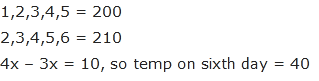 1,2,3,4,5 = 200
2,3,4,5,6 = 210
4x – 3x = 10, so temp on sixth day = 40